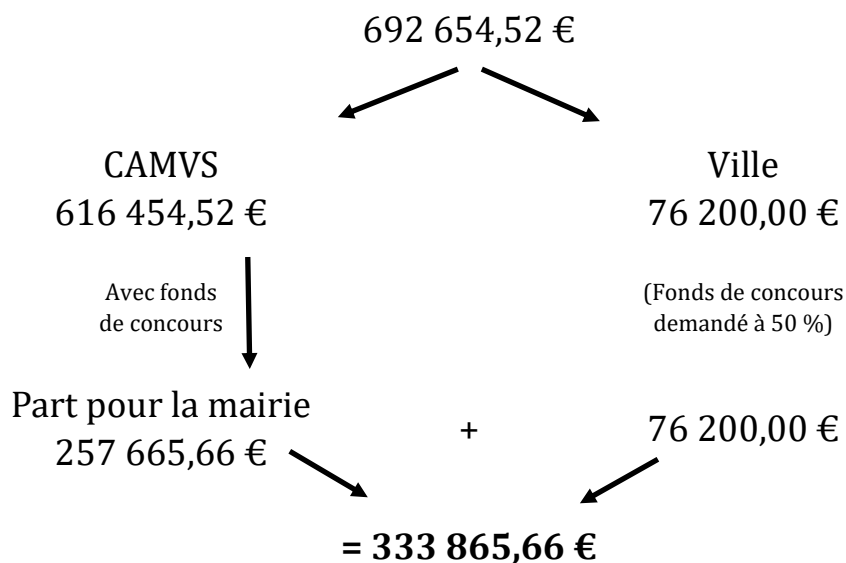 692 654,52 €
CAMVS
616 454,52 €
Ville
76 200,00 €
Avec fonds
de concours
(Fonds de concours
demandé à 50 %)
Part pour la mairie
257 665,66 €
+
76 200,00 €
= 333 865,66 €